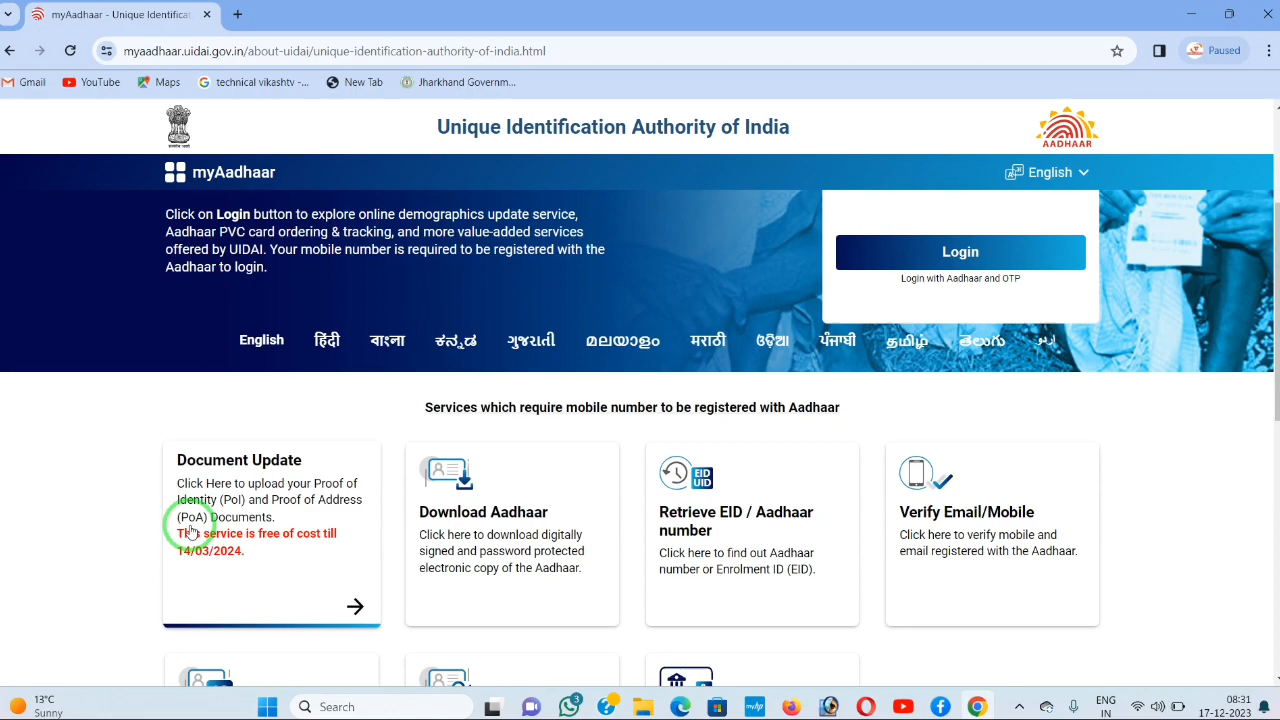 myAadhaar - Unique Identificat
myaadhaar.uidai.gov.in/about-uidai/unique-identification-authority-of-india.html
Paused
Gmail
YouTube
Maps
technical vikashtv -...
New Tab
Jharkhand Governm...
Unique Identification Authority of India
AADHAAR
myAadhaar
English
Click on Login button to explore online demographics update service,
Aadhaar PVC card ordering & tracking, and more value-added services
offered by UIDAI. Your mobile number is required to be registered with the
Aadhaar to login.
Login
Login with Aadhaar and OTP
English हिंदी বাংলা ಕನ್ನಡ ગુજરાતી മലയാളം मराठी ଓଡ଼ିଆ ਪੰਜਾਬੀ தமிழ் తెలుగు اردو
Services which require mobile number to be registered with Aadhaar
Document Update
Click Here to upload your Proof of
Identity (PoI) and Proof of Address
(PoA) Documents.
This service is free of cost till
14/03/2024.
Download Aadhaar
Click here to download digitally
signed and password protected
electronic copy of the Aadhaar.
EID
UID
Retrieve EID / Aadhaar
number
Click here to find out Aadhaar
number or Enrolment ID (EID).
Verify Email/Mobile
Click here to verify mobile and
email registered with the Aadhaar.
13°C
Sunny
Search
3
myhp
ENG
IN
08:31
17-12-2023